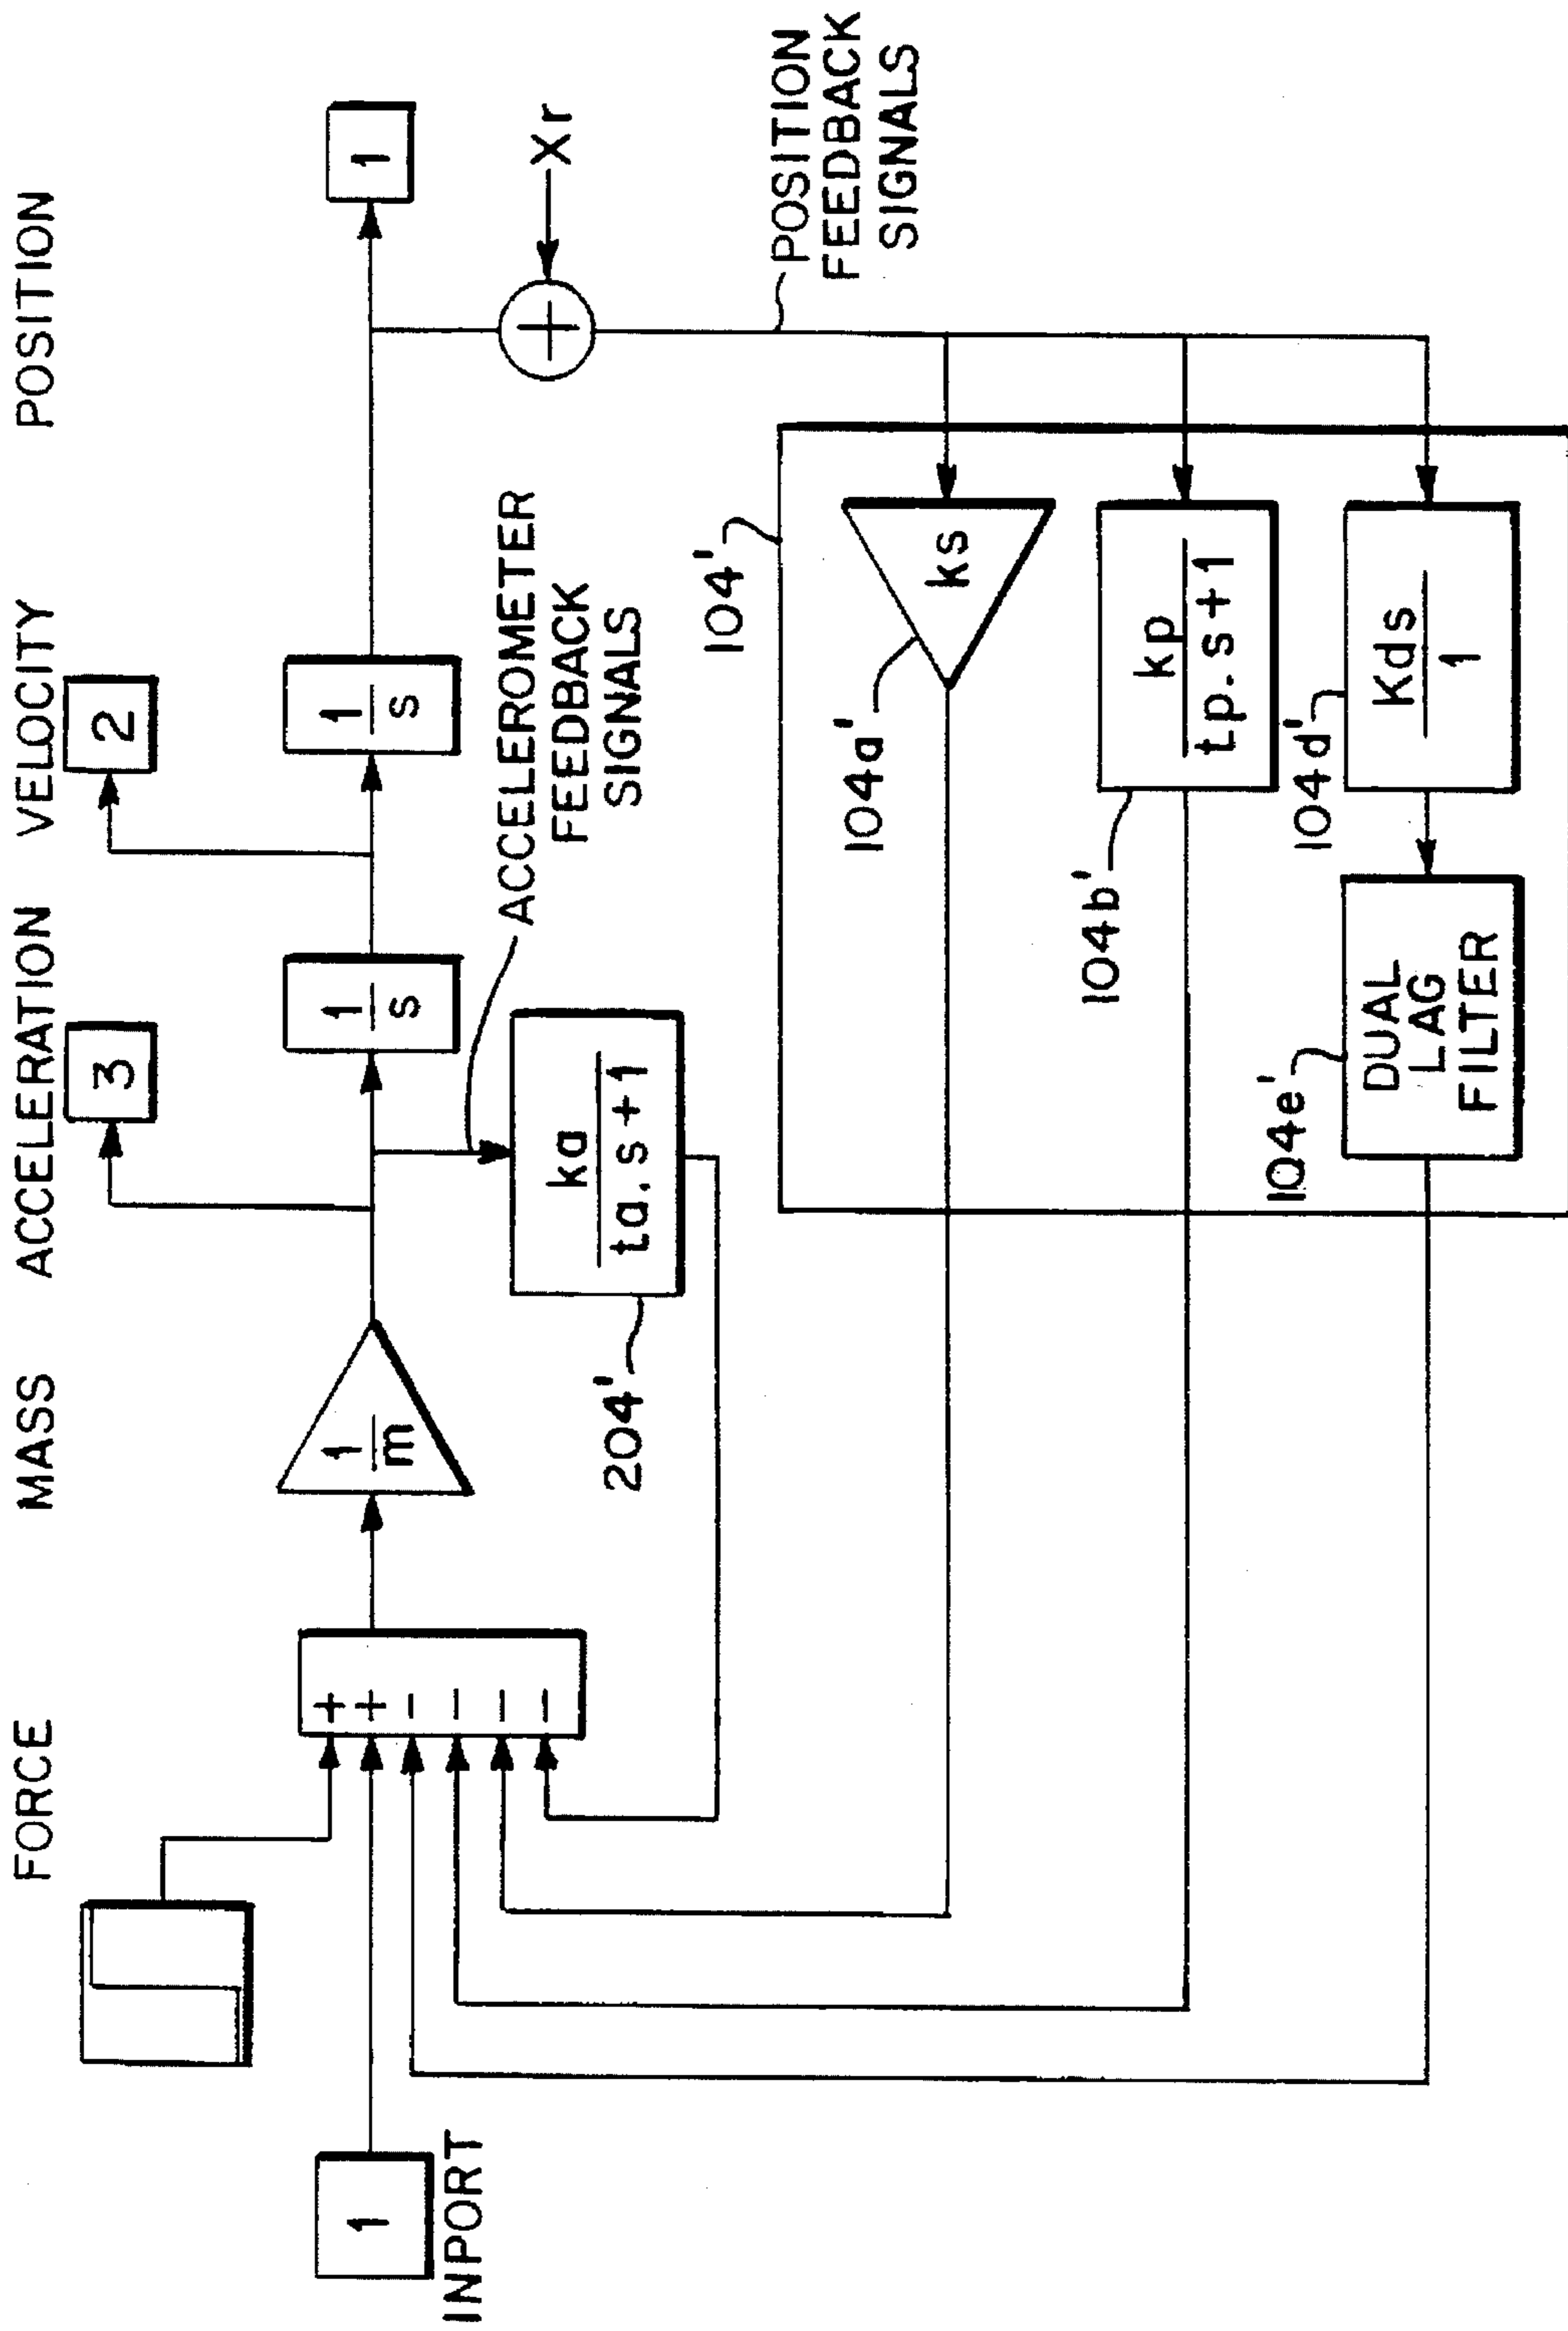 FORCE
MASS
ACCELERATION
VELOCITY
POSITION
3
2
1
INPORT
+
+
-
-
-
-
1
m
1
s
1
s
1
Xr
+
ka
ta.s+1
204'
ACCELEROMETER
FEEDBACK
SIGNALS
POSITION
FEEDBACK
SIGNALS
104'
ks
104a'
kp
tp.s+1
104b'
Kds
1
104d'
DUAL
LAG
FILTER
104e'